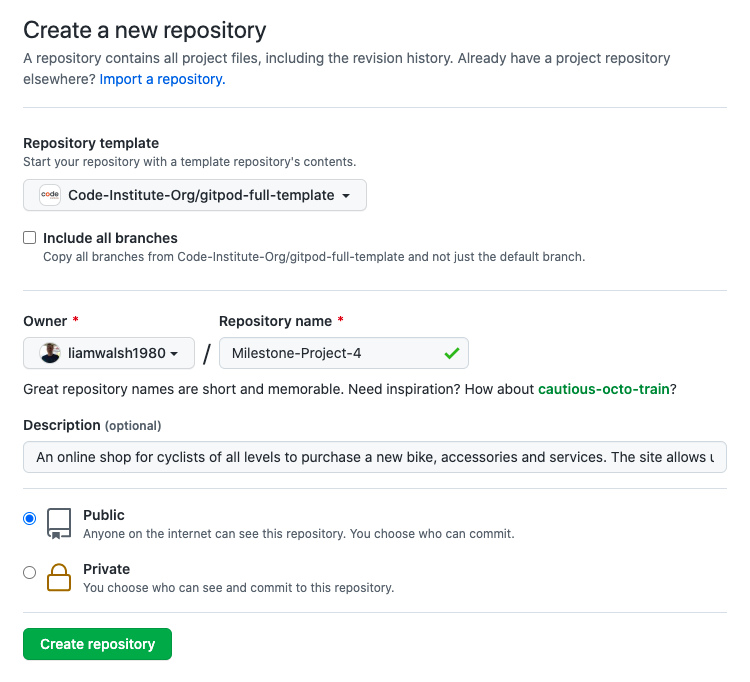 Create a new repository
A repository contains all project files, including the revision history. Already have a project repository
elsewhere? Import a repository.
Repository template
Start your repository with a template repository's contents.
code Code-Institute-Org/gitpod-full-template
Include all branches
Copy all branches from Code-Institute-Org/gitpod-full-template and not just the default branch.
Owner * Repository name *
liamwalsh1980 / Milestone-Project-4
Great repository names are short and memorable. Need inspiration? How about cautious-octo-train?
Description (optional)
An online shop for cyclists of all levels to purchase a new bike, accessories and services. The site allows
Public
Anyone on the internet can see this repository. You choose who can commit.
Private
You choose who can see and commit to this repository.
Create repository